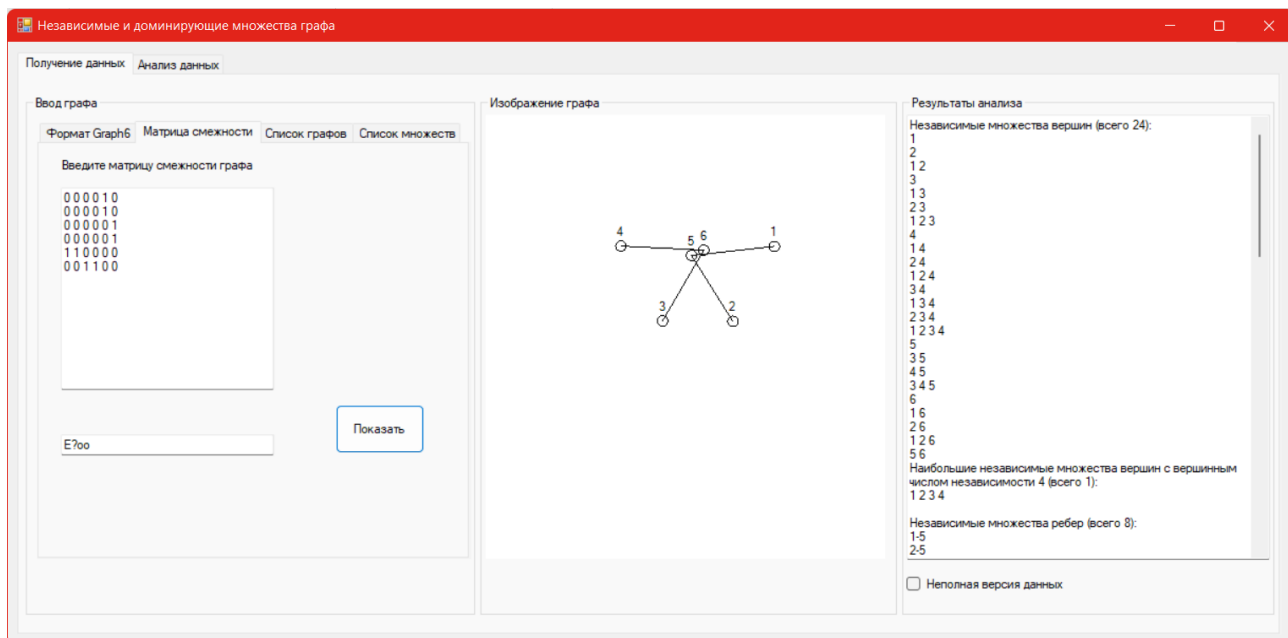 Независимые и доминирующие множества графа
Получение данных
Анализ данных
Ввод графа
Формат Graph6
Матрица смежности
Список графов
Список множеств
Введите матрицу смежности графа
0 0 0 0 1 0
0 0 0 0 1 0
0 0 0 0 0 1
0 0 0 0 0 1
1 1 0 0 0 0
0 0 1 1 0 0
E?oo
Показать
Изображение графа
4
5
6
1
3
2
Результаты анализа
Независимые множества вершин (всего 24):
1
2
1 2
3
1 3
2 3
1 2 3
4
1 4
2 4
1 2 4
3 4
1 3 4
2 3 4
1 2 3 4
5
3 5
4 5
3 4 5
6
1 6
2 6
1 2 6
5 6
Наибольшие независимые множества вершин с вершинным
числом независимости 4 (всего 1):
1 2 3 4
Независимые множества ребер (всего 8):
1-5
2-5
Неполная версия данных